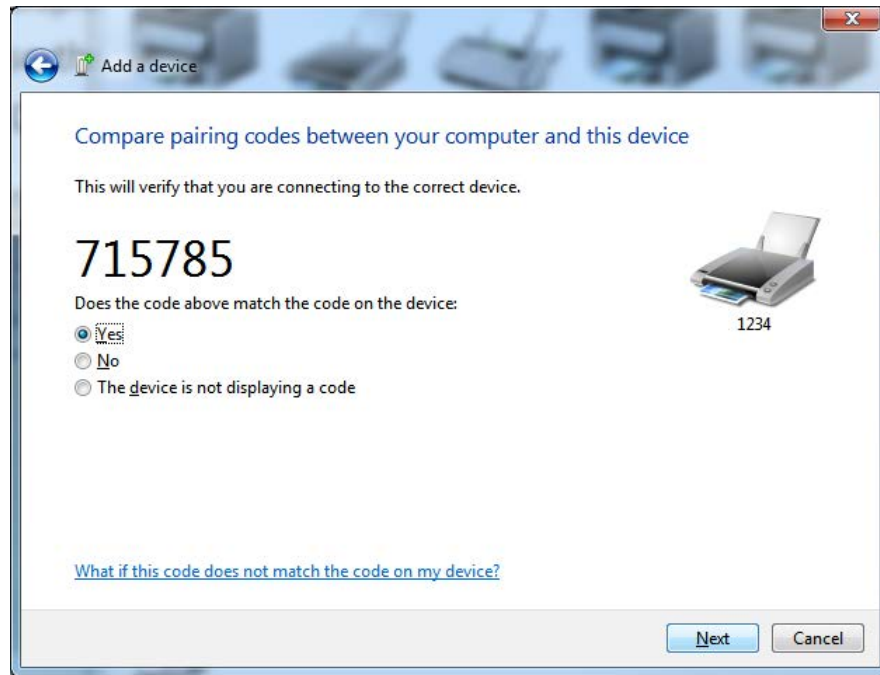 Add a device
Compare pairing codes between your computer and this device
This will verify that you are connecting to the correct device.
715785
Does the code above match the code on the device:
Yes
No
The device is not displaying a code
1234
What if this code does not match the code on my device?
Next Cancel